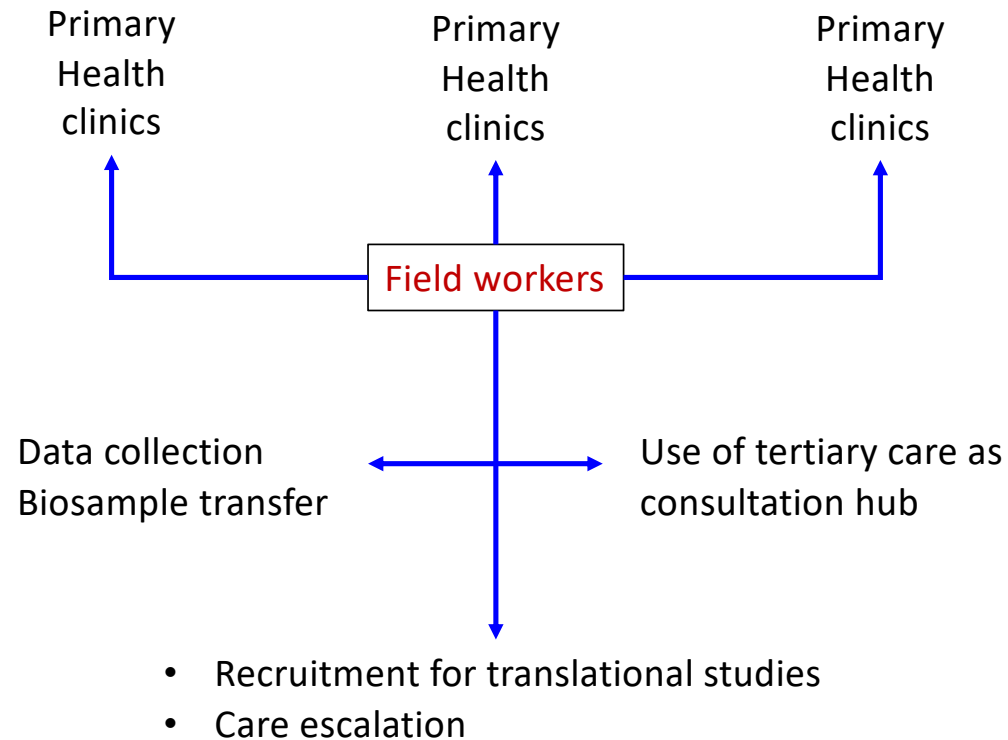 Primary
Health
clinics
Primary
Health
clinics
Primary
Health
clinics
Field workers
Data collection
Biosample transfer
Use of tertiary care as
consultation hub
• Recruitment for translational studies
• Care escalation